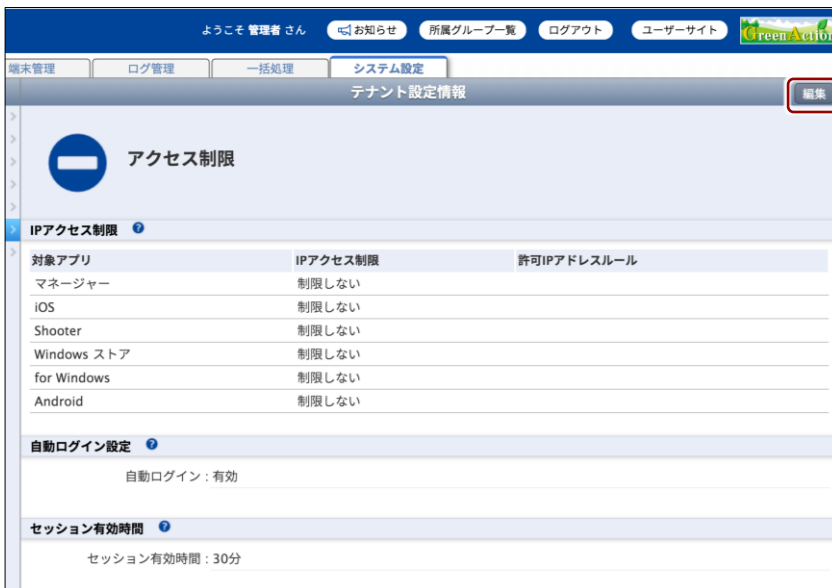 ようこそ 管理者 さん お知らせ 所属グループ一覧 ログアウト ユーザーサイト GreenAction
端末管理 ログ管理 一括処理 システム設定
テナント設定情報 編集
アクセス制限
IPアクセス制限 ?
対象アプリ IPアクセス制限 許可IPアドレスルール
マネージャー 制限しない
iOS 制限しない
Shooter 制限しない
Windows ストア 制限しない
for Windows 制限しない
Android 制限しない
自動ログイン設定 ?
自動ログイン : 有効
セッション有効時間 ?
セッション有効時間 : 30分